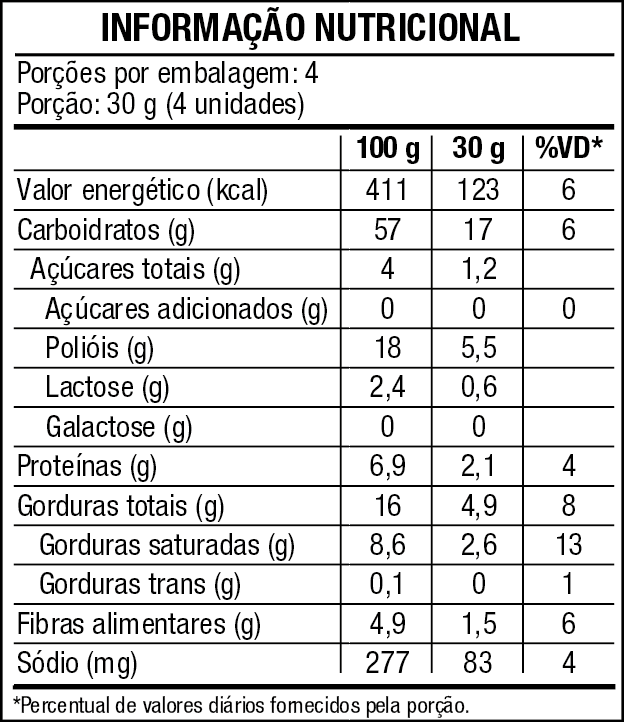 INFORMAÇÃO NUTRICIONAL
Porções por embalagem: 4
Porção: 30 g (4 unidades)
100 g 30 g %VD*
Valor energético (kcal) 411 123 6
Carboidratos (g) 57 17 6
Açúcares totais (g) 4 1,2
Açúcares adicionados (g) 0 0 0
Polióis (g) 18 5,5
Lactose (g) 2,4 0,6
Galactose (g) 0 0
Proteínas (g) 6,9 2,1 4
Gorduras totais (g) 16 4,9 8
Gorduras saturadas (g) 8,6 2,6 13
Gorduras trans (g) 0,1 0 1
Fibras alimentares (g) 4,9 1,5 6
Sódio (mg) 277 83 4
*Percentual de valores diários fornecidos pela porção.